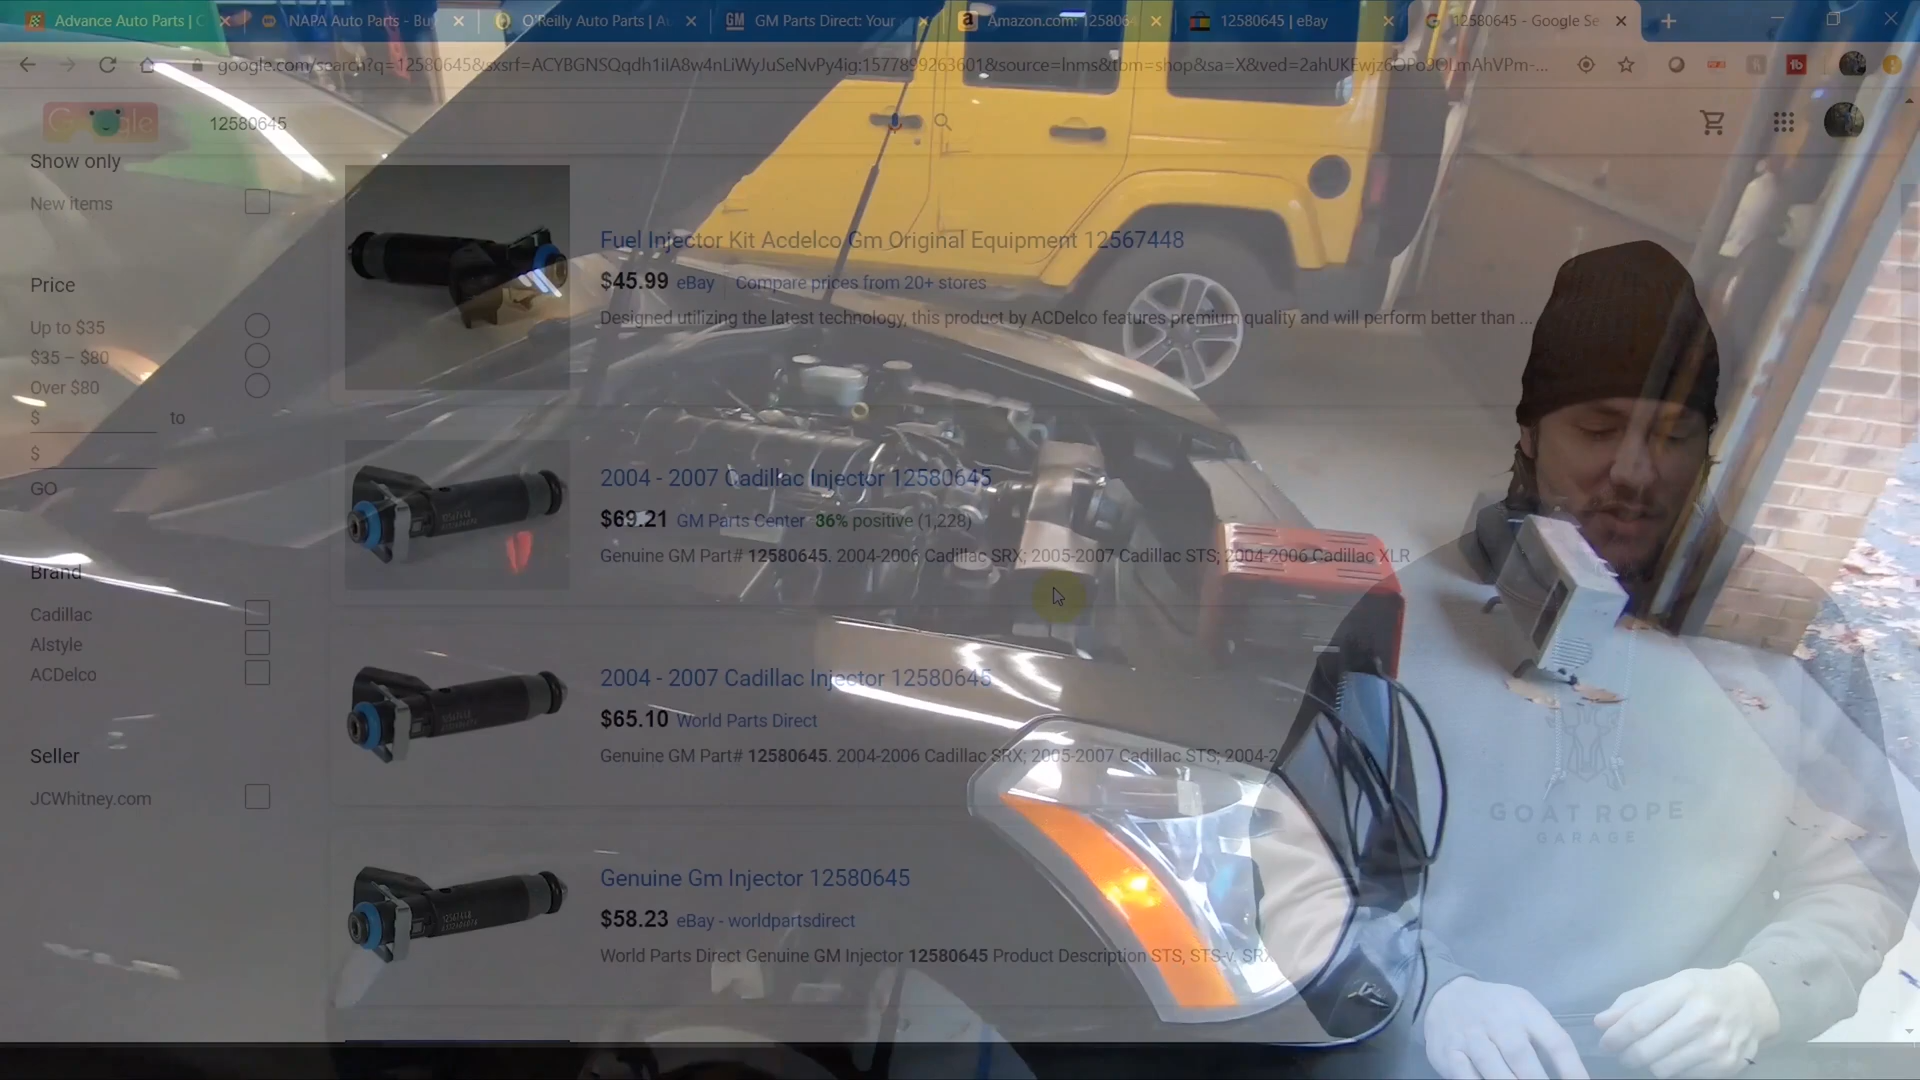 Advance Auto Parts | C
NAPA Auto Parts - Buy
O'Reilly Auto Parts | Au
GM Parts Direct: Your
Amazon.com: 1258064
12580645 | eBay
12580645 - Google Se
Google
12580645
Show only
New items
Price
Up to $35
$35 – $80
Over $80
$ to
$
GO
Brand
Cadillac
Alstyle
ACDelco
Seller
JCWhitney.com
Fuel Injector Kit Acdelco Gm Original Equipment 12567448
$45.99 eBay Compare prices from 20+ stores
Designed utilizing the latest technology, this product by ACDelco features premium quality and will perform better than ...
2004 - 2007 Cadillac Injector 12580645
$69.21 GM Parts Center 36% positive (1,228)
Genuine GM Part# 12580645. 2004-2006 Cadillac SRX; 2005-2007 Cadillac STS; 2004-2006 Cadillac XLR
2004 - 2007 Cadillac Injector 12580645
$65.10 World Parts Direct
Genuine GM Part# 12580645. 2004-2006 Cadillac SRX; 2005-2007 Cadillac STS; 2004-2
Genuine Gm Injector 12580645
$58.23 eBay - worldpartsdirect
World Parts Direct Genuine GM Injector 12580645 Product Description STS, STS-v. SRX
GOAT ROPE
GARAGE